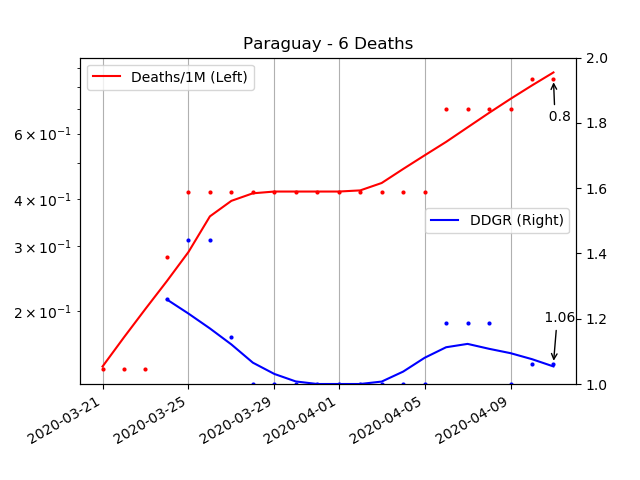 Paraguay - 6 Deaths
Deaths/1M (Left)
DDGR (Right)
6 × 10⁻¹
4 × 10⁻¹
3 × 10⁻¹
2 × 10⁻¹
2.0
1.8
1.6
1.4
1.2
1.0
0.8
1.06
2020-03-21
2020-03-25
2020-03-29
2020-04-01
2020-04-05
2020-04-09